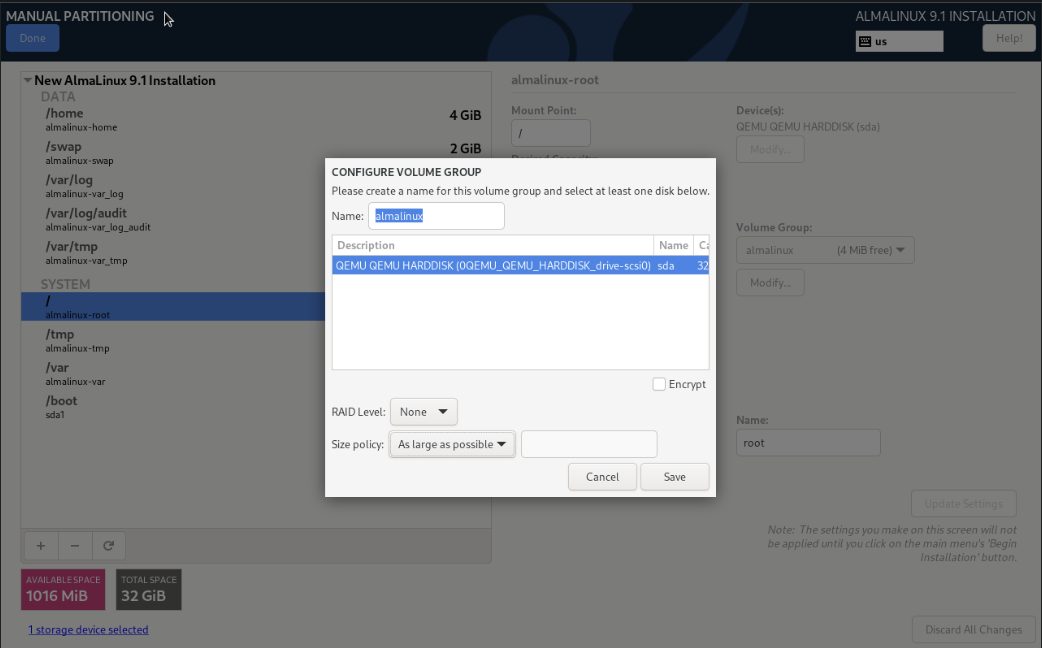 MANUAL PARTITIONING
ALMALINUX 9.1 INSTALLATION
Done
us
Help!
New AlmaLinux 9.1 Installation
DATA
/home
almalinux-home
4 GiB
/swap
almalinux-swap
2 GiB
/var/log
almalinux-var_log
/var/log/audit
almalinux-var_log_audit
/var/tmp
almalinux-var_tmp
SYSTEM
/
almalinux-root
/tmp
almalinux-tmp
/var
almalinux-var
/boot
sda1
+ −
AVAILABLE SPACE
1016 MiB
TOTAL SPACE
32 GiB
1 storage device selected
almalinux-root
Mount Point:
/
Device(s):
QEMU QEMU HARDDISK (sda)
Modify...
Volume Group:
almalinux (4 MiB free)
Modify...
Name:
root
Update Settings
Note: The settings you make on this screen will not
be applied until you click on the main menu's 'Begin
Installation' button.
Discard All Changes
CONFIGURE VOLUME GROUP
Please create a name for this volume group and select at least one disk below.
Name: almalinux
Description Name Ca
QEMU QEMU HARDDISK (0QEMU_QEMU_HARDDISK_drive-scsi0) sda 32
Encrypt
RAID Level: None
Size policy: As large as possible
Cancel Save